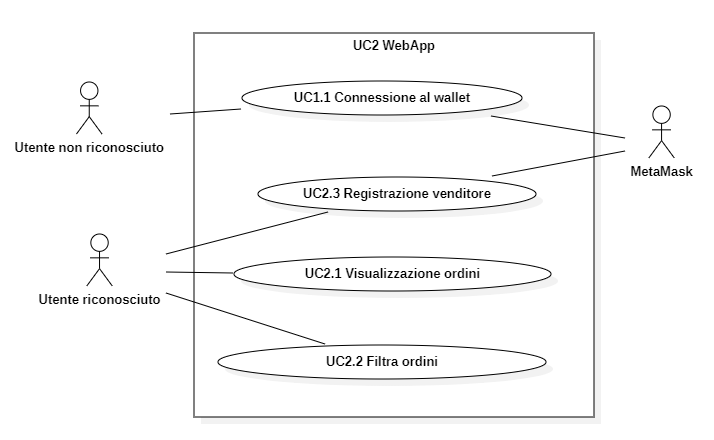 UC2 WebApp
UC1.1 Connessione al wallet
Utente non riconosciuto
MetaMask
UC2.3 Registrazione venditore
UC2.1 Visualizzazione ordini
Utente riconosciuto
UC2.2 Filtra ordini